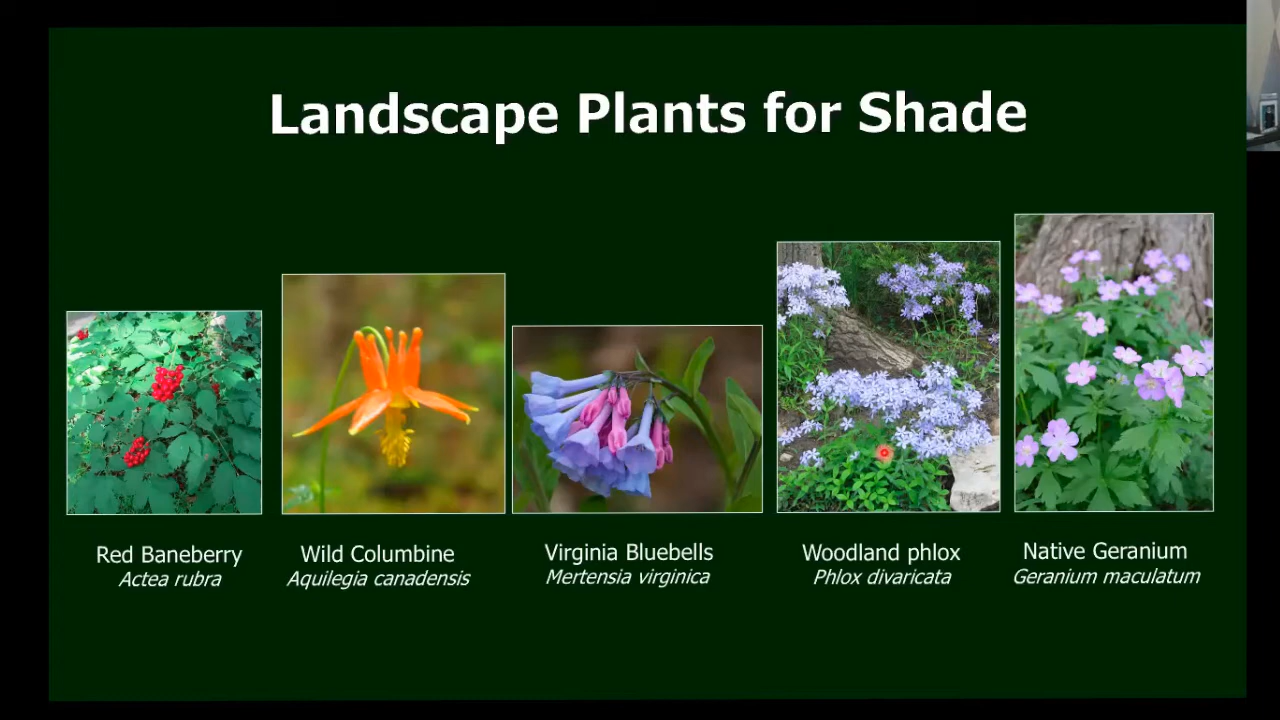 Landscape Plants for Shade
Red Baneberry
Actea rubra
Wild Columbine
Aquilegia canadensis
Virginia Bluebells
Mertensia virginica
Woodland phlox
Phlox divaricata
Native Geranium
Geranium maculatum